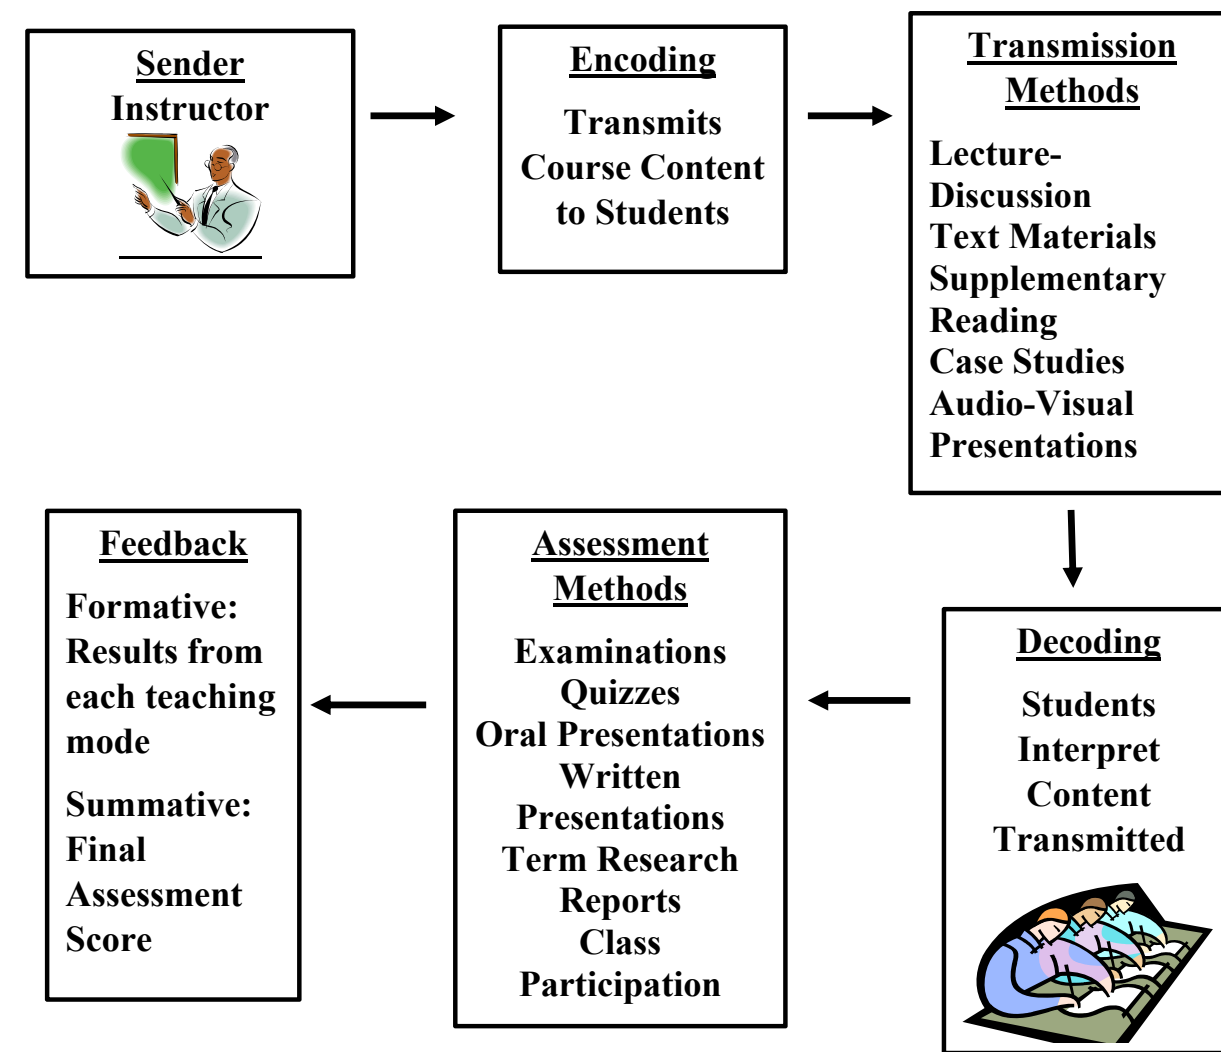 Sender
Instructor
Encoding
Transmits
Course Content
to Students
Transmission
Methods
Lecture-
Discussion
Text Materials
Supplementary
Reading
Case Studies
Audio-Visual
Presentations
Decoding
Students
Interpret
Content
Transmitted
Assessment
Methods
Examinations
Quizzes
Oral Presentations
Written
Presentations
Term Research
Reports
Class
Participation
Feedback
Formative:
Results from
each teaching
mode
Summative:
Final
Assessment
Score